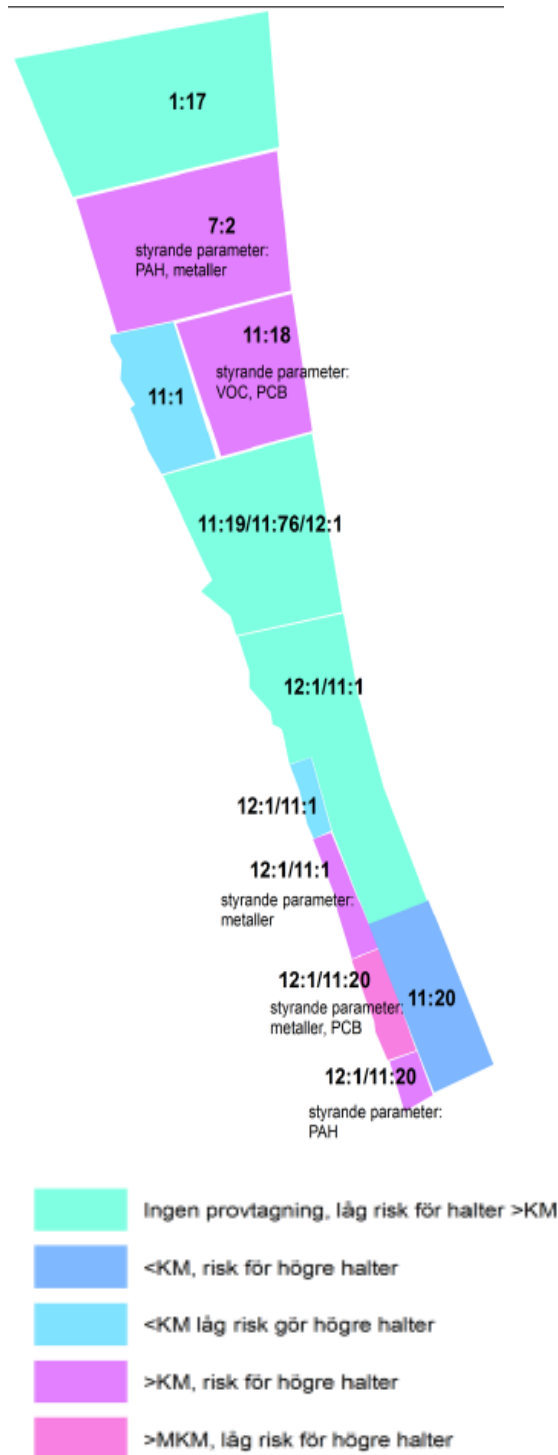 1:17
7:2
styrande parameter:
PAH, metaller
11:18
styrande parameter:
VOC, PCB
11:1
11:19/11:76/12:1
12:1/11:1
12:1/11:1
12:1/11:1
styrande parameter:
metaller
12:1/11:20
styrande parameter:
metaller, PCB
11:20
12:1/11:20
styrande parameter:
PAH
Ingen provtagning, låg risk för halter >KM
<KM, risk för högre halter
<KM låg risk gör högre halter
>KM, risk för högre halter
>MKM, låg risk för högre halter